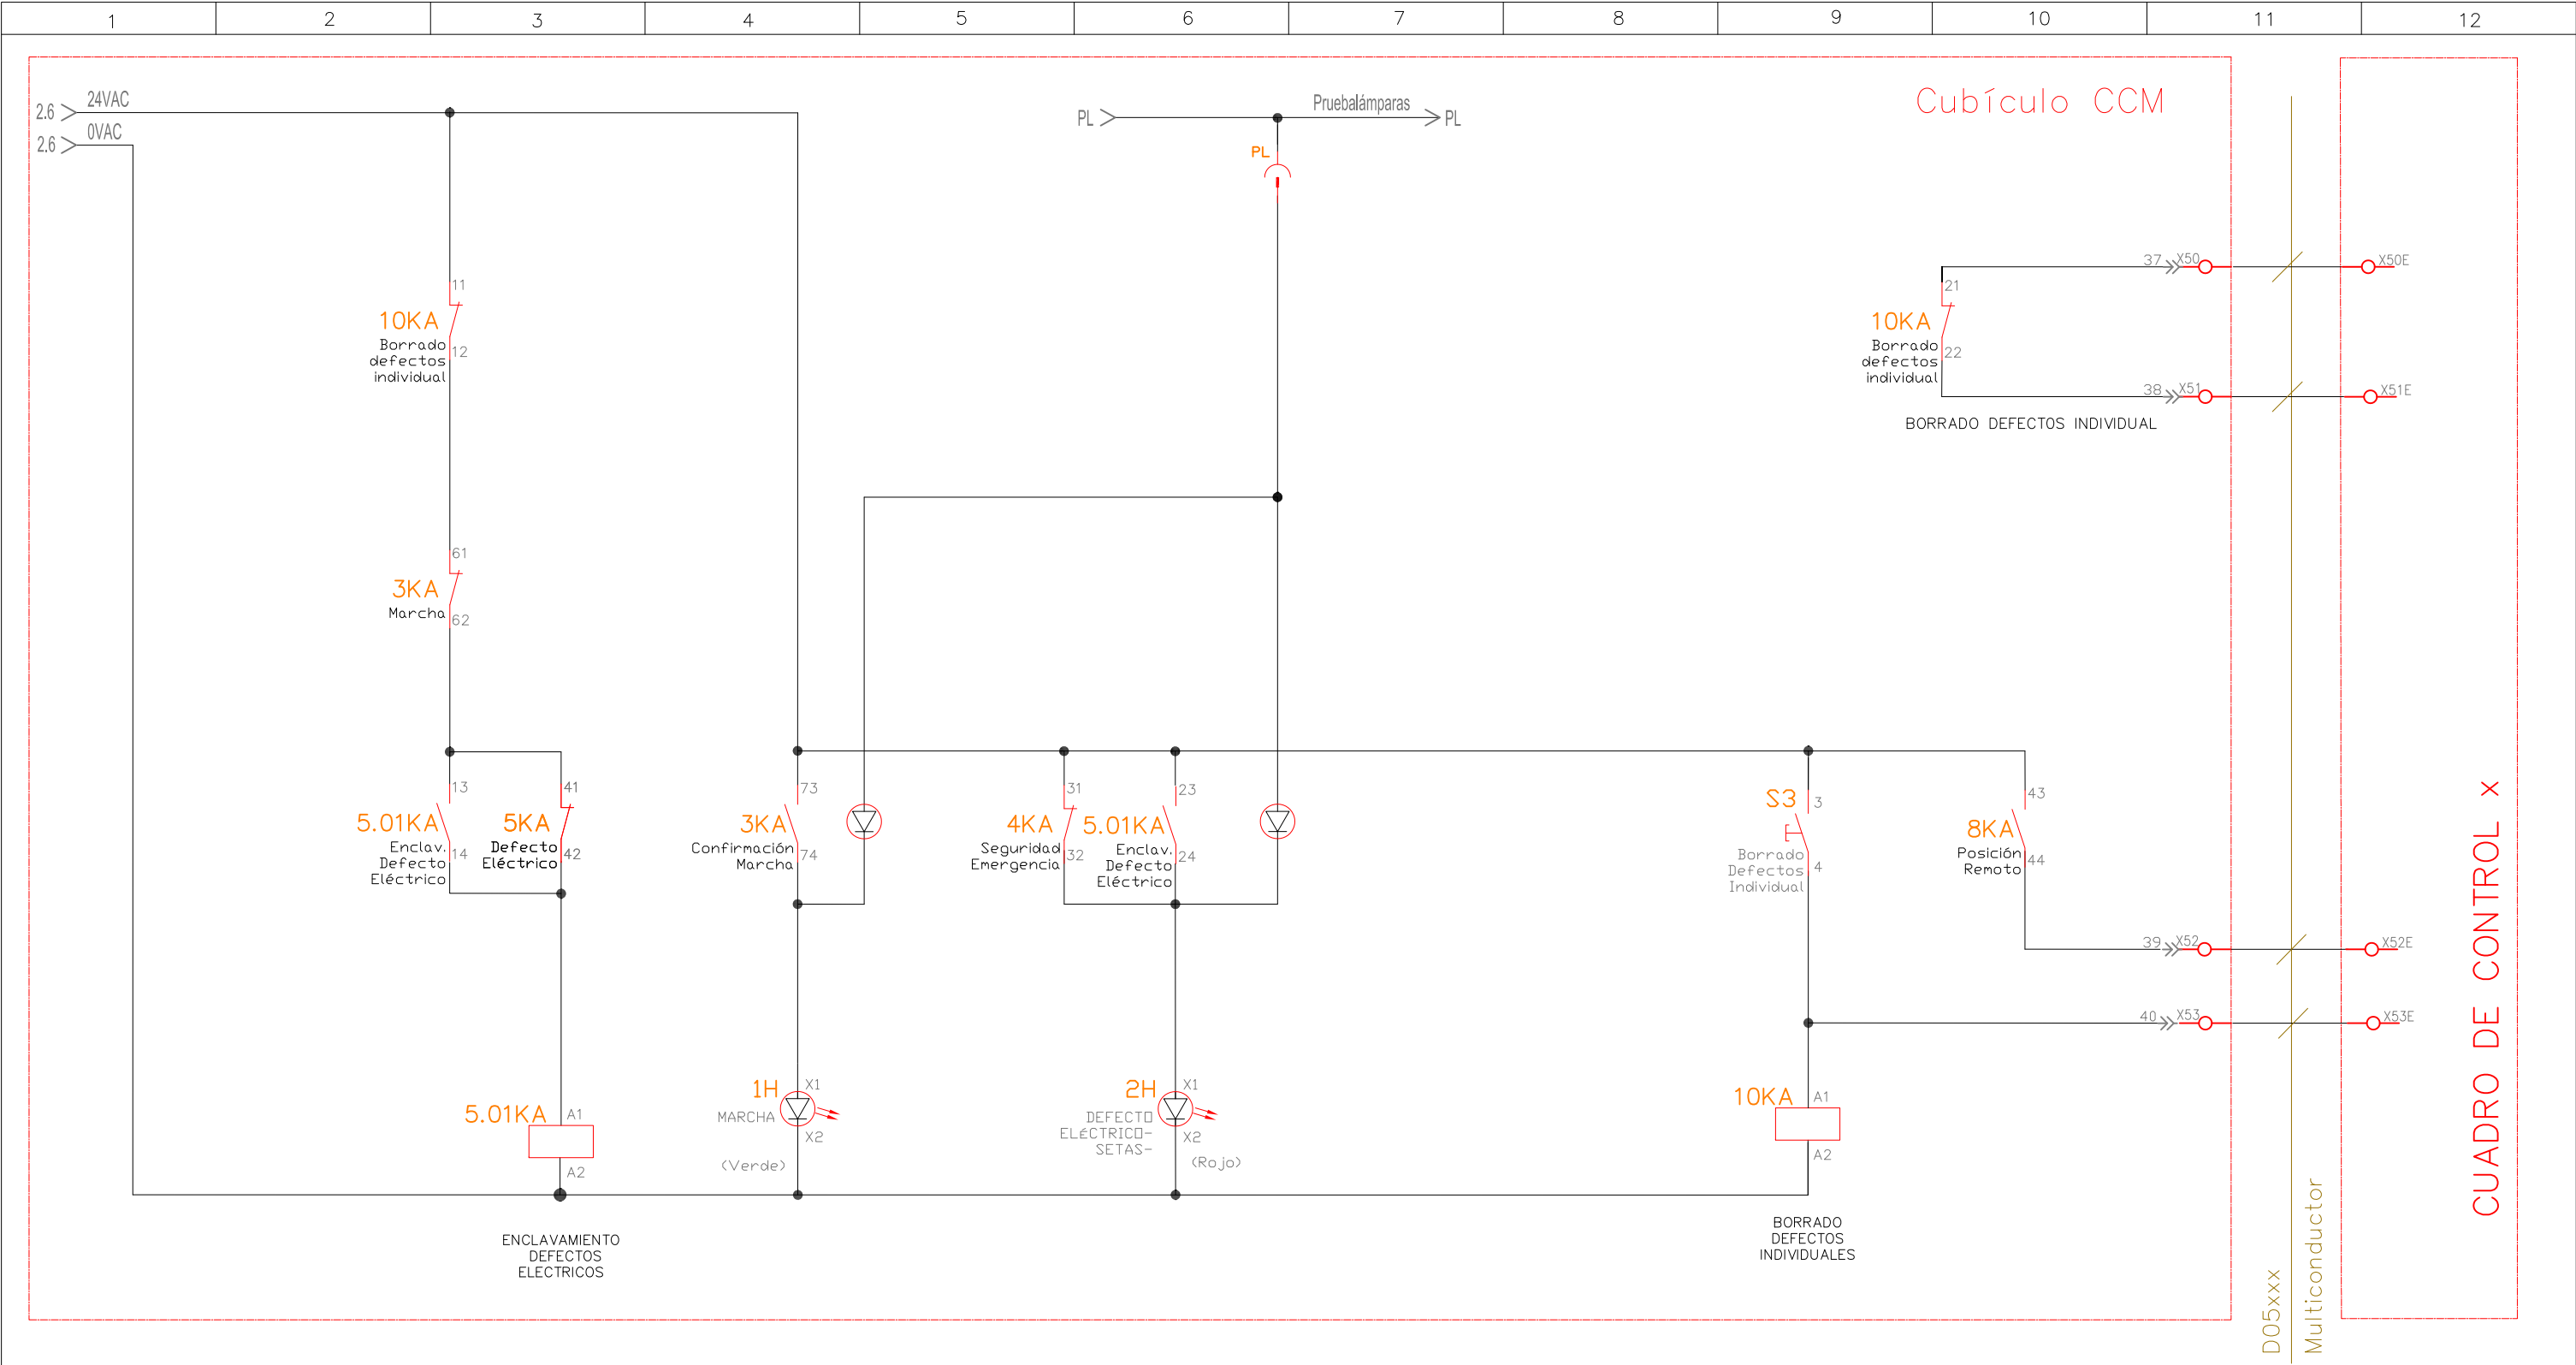 1 2 3 4 5 6 7 8 9 10 11 12
2.6 24VAC
2.6 0VAC
PL Pruebalámparas PL
PL
Cubículo CCM
11
10KA
Borrado
defectos
individual
12
61
3KA
Marcha
62
13
5.01KA
Enclav.
Defecto
Eléctrico
14
41
5KA
Defecto
Eléctrico
42
5.01KA
A1
A2
ENCLAVAMIENTO
DEFECTOS
ELECTRICOS
73
3KA
Confirmación
Marcha
74
1H
X1
MARCHA
X2
(Verde)
31
4KA
Seguridad
Emergencia
32
23
5.01KA
Enclav.
Defecto
Eléctrico
24
2H
X1
DEFECTO
ELÉCTRICO-
SETAS-
X2
(Rojo)
S3
3
Borrado
Defectos
Individual
4
10KA
A1
A2
BORRADO
DEFECTOS
INDIVIDUALES
43
8KA
Posición
Remoto
44
21
10KA
Borrado
defectos
individual
22
37 X50 X50E
38 X51 X51E
BORRADO DEFECTOS INDIVIDUAL
39 X52 X52E
40 X53 X53E
D05xxx
Multiconductor
CUADRO DE CONTROL X